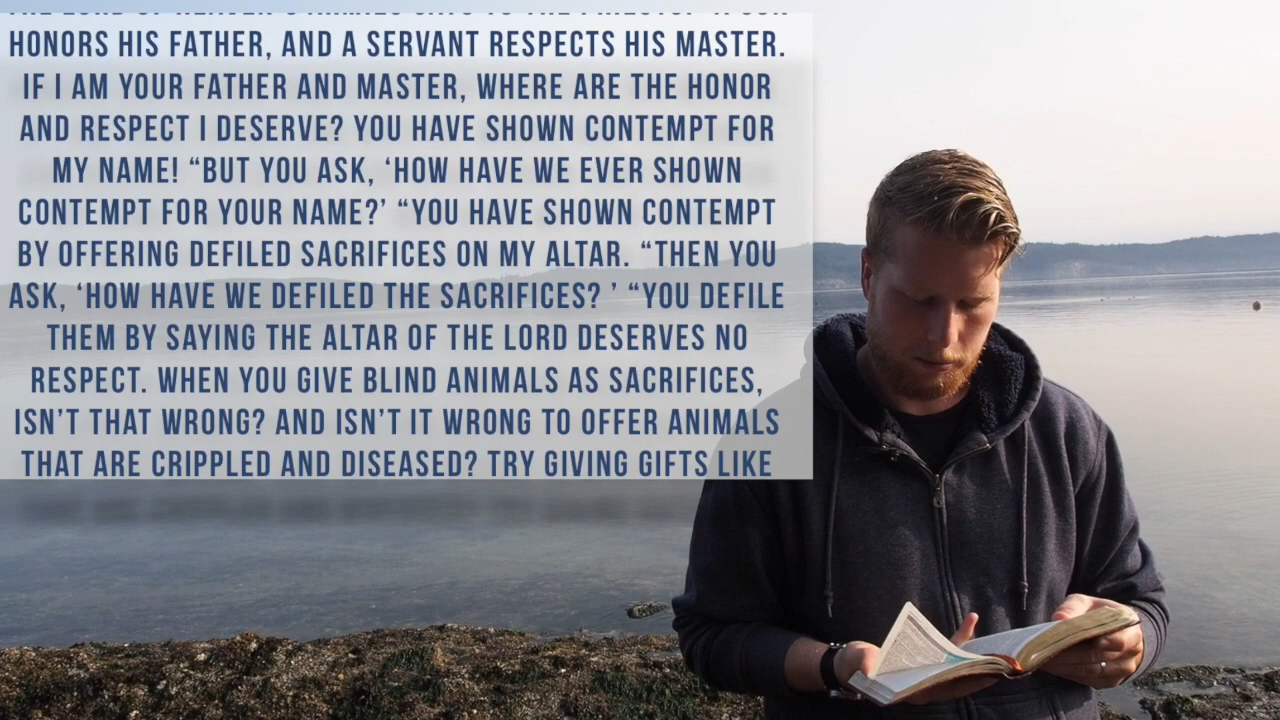 HONORS HIS FATHER, AND A SERVANT RESPECTS HIS MASTER.
IF I AM YOUR FATHER AND MASTER, WHERE ARE THE HONOR
AND RESPECT I DESERVE? YOU HAVE SHOWN CONTEMPT FOR
MY NAME! “BUT YOU ASK, ‘HOW HAVE WE EVER SHOWN
CONTEMPT FOR YOUR NAME?’ “YOU HAVE SHOWN CONTEMPT
BY OFFERING DEFILED SACRIFICES ON MY ALTAR. “THEN YOU
ASK, ‘HOW HAVE WE DEFILED THE SACRIFICES? ’ “YOU DEFILE
THEM BY SAYING THE ALTAR OF THE LORD DESERVES NO
RESPECT. WHEN YOU GIVE BLIND ANIMALS AS SACRIFICES,
ISN’T THAT WRONG? AND ISN’T IT WRONG TO OFFER ANIMALS
THAT ARE CRIPPLED AND DISEASED? TRY GIVING GIFTS LIKE